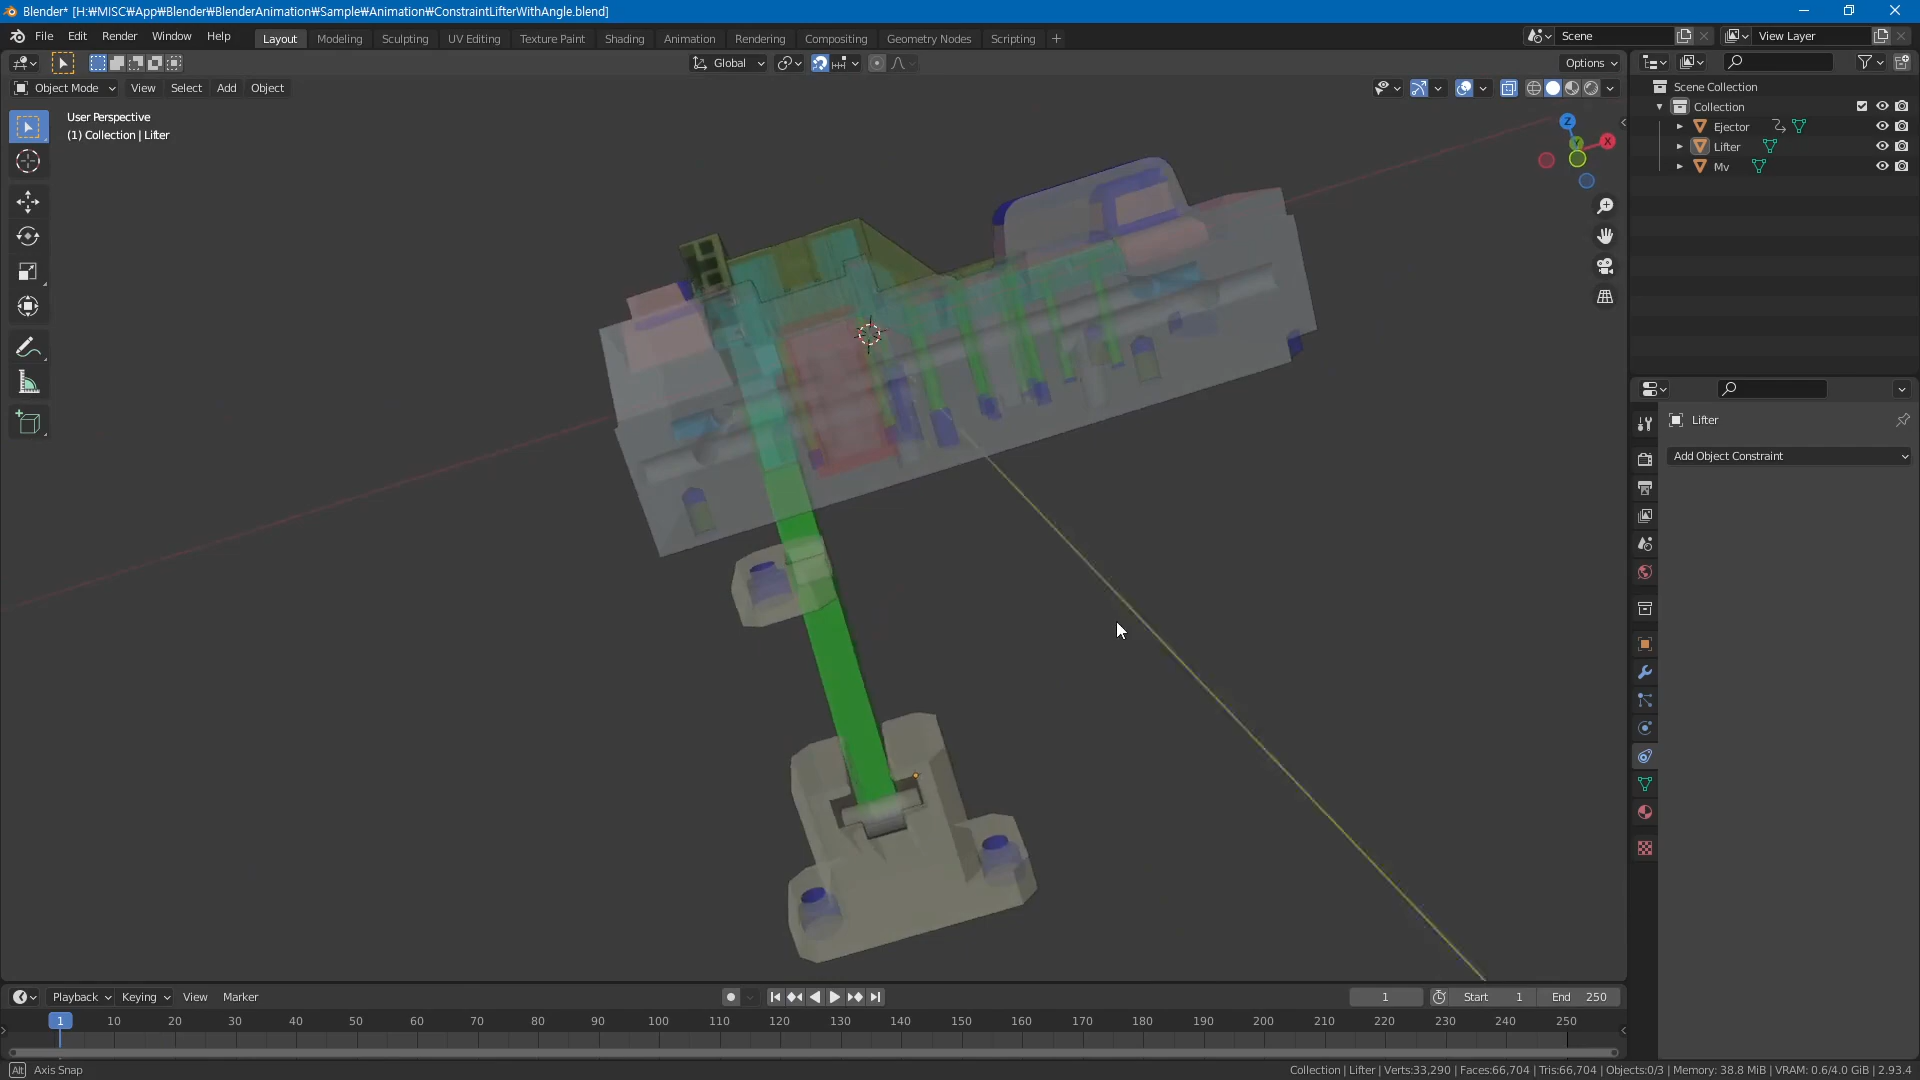 Blender* [H:₩MISC₩App₩Blender₩BlenderAnimation₩Sample₩Animation₩ConstraintLifterWithAngle.blend]
File Edit Render Window Help Layout Modeling Sculpting UV Editing Texture Paint Shading Animation Rendering Compositing Geometry Nodes Scripting + Scene View Layer
Global Options
Object Mode View Select Add Object
User Perspective
(1) Collection | Lifter
Z
Y
X
Scene Collection
Collection
Ejector
Lifter
Mv
Lifter
Add Object Constraint
Playback Keying View Marker 1 Start 1 End 250
1 10 20 30 40 50 60 70 80 90 100 110 120 130 140 150 160 170 180 190 200 210 220 230 240 250
Alt Axis Snap Collection | Lifter | Verts:33,290 | Faces:66,704 | Tris:66,704 | Objects:0/3 | Memory: 38.8 MiB | VRAM: 0.6/4.0 GiB | 2.93.4